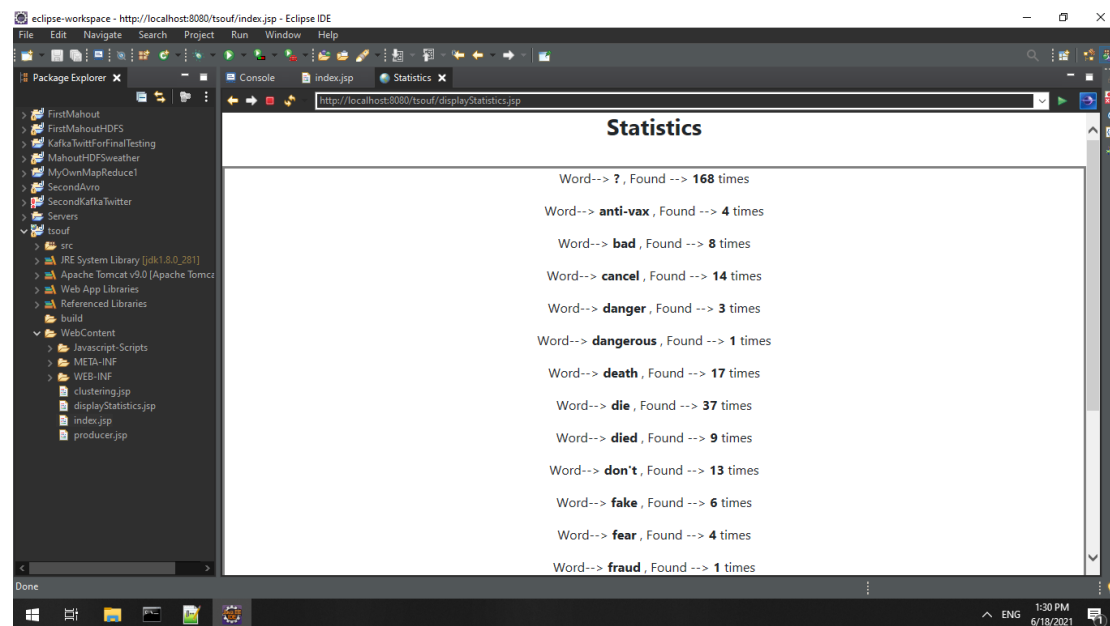 eclipse-workspace - http://localhost:8080/tsouf/index.jsp - Eclipse IDE
File Edit Navigate Search Project Run Window Help
Package Explorer
Console index.jsp Statistics
http://localhost:8080/tsouf/displayStatistics.jsp
FirstMahout
FirstMahoutHDFS
KafkaTwittForFinalTesting
MahoutHDFSweather
MyOwnMapReduce1
SecondAvro
SecondKafkaTwitter
Servers
tsouf
src
JRE System Library [jdk1.8.0_281]
Apache Tomcat v9.0 [Apache Tomca
Web App Libraries
Referenced Libraries
build
WebContent
Javascript-Scripts
META-INF
WEB-INF
clustering.jsp
displayStatistics.jsp
index.jsp
producer.jsp
Statistics
Word--> ? , Found --> 168 times
Word--> anti-vax , Found --> 4 times
Word--> bad , Found --> 8 times
Word--> cancel , Found --> 14 times
Word--> danger , Found --> 3 times
Word--> dangerous , Found --> 1 times
Word--> death , Found --> 17 times
Word--> die , Found --> 37 times
Word--> died , Found --> 9 times
Word--> don't , Found --> 13 times
Word--> fake , Found --> 6 times
Word--> fear , Found --> 4 times
Word--> fraud , Found --> 1 times
Done
ENG
1:30 PM
6/18/2021